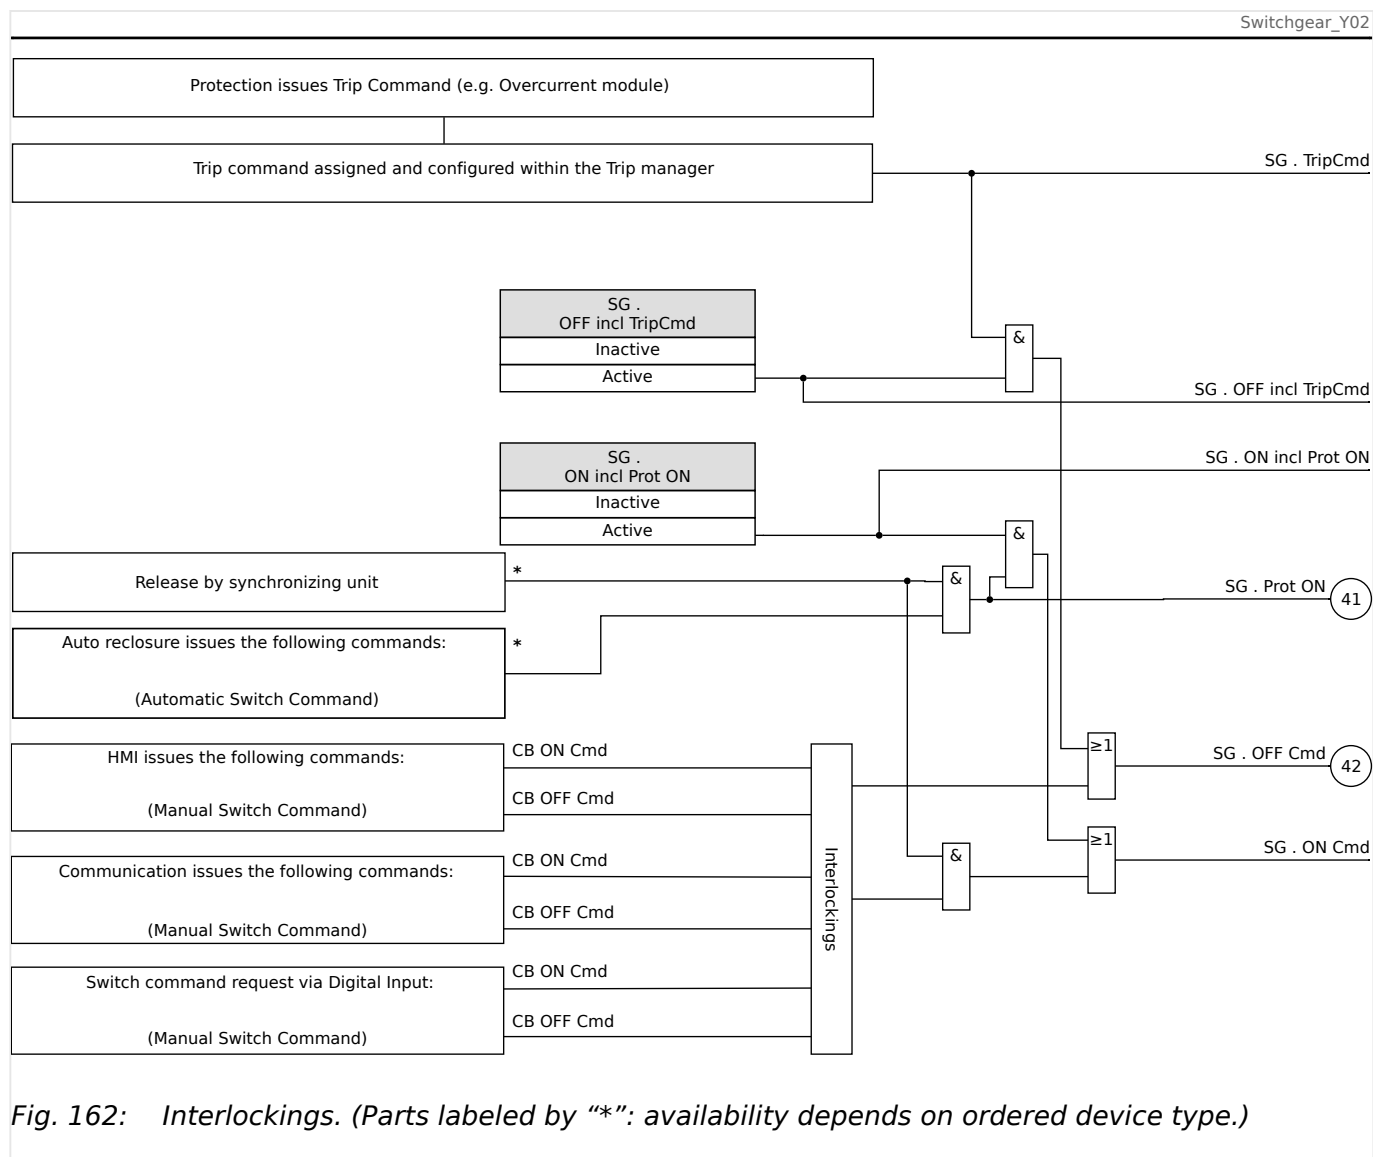 Switchgear_Y02
Protection issues Trip Command (e.g. Overcurrent module)
Trip command assigned and configured within the Trip manager
SG . TripCmd
SG .
OFF incl TripCmd
Inactive
Active
&
SG . OFF incl TripCmd
SG .
ON incl Prot ON
Inactive
Active
SG . ON incl Prot ON
&
Release by synchronizing unit
*
&
SG . Prot ON
41
Auto reclosure issues the following commands:
(Automatic Switch Command)
*
HMI issues the following commands:
(Manual Switch Command)
CB ON Cmd
CB OFF Cmd
≥1
SG . OFF Cmd
42
Communication issues the following commands:
(Manual Switch Command)
CB ON Cmd
CB OFF Cmd
Interlockings
&
≥1
SG . ON Cmd
Switch command request via Digital Input:
(Manual Switch Command)
CB ON Cmd
CB OFF Cmd
Fig. 162: Interlockings. (Parts labeled by “*”: availability depends on ordered device type.)